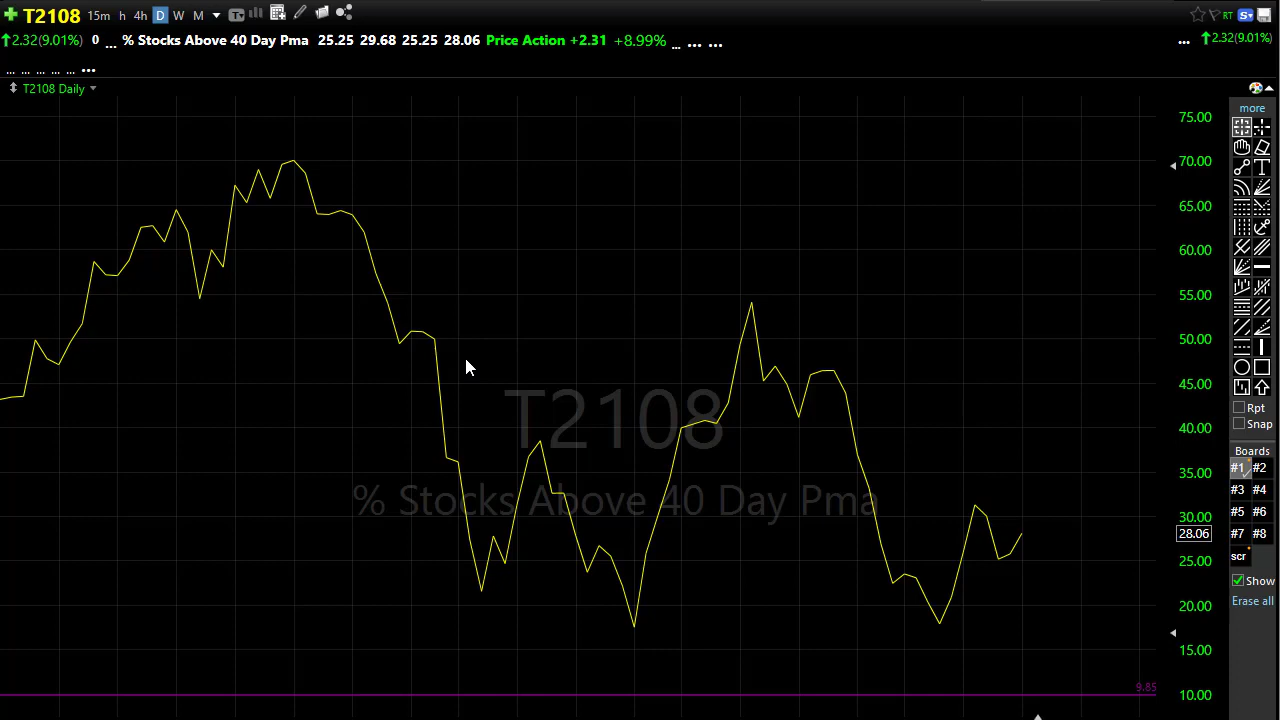 T2108 15m h 4h D W M T RT S
2.32(9.01%) 0 ... % Stocks Above 40 Day Pma 25.25 29.68 25.25 28.06 Price Action +2.31 +8.99% ... ... ... ... 2.32(9.01%)
... ... ... ... ... ...
T2108 Daily
more
75.00
70.00
65.00
60.00
55.00
50.00
45.00
40.00
35.00
30.00
28.06
25.00
20.00
15.00
10.00
9.85
T2108
% Stocks Above 40 Day Pma
T
Rpt
Snap
Boards
#1 #2
#3 #4
#5 #6
#7 #8
scr
Show
Erase all